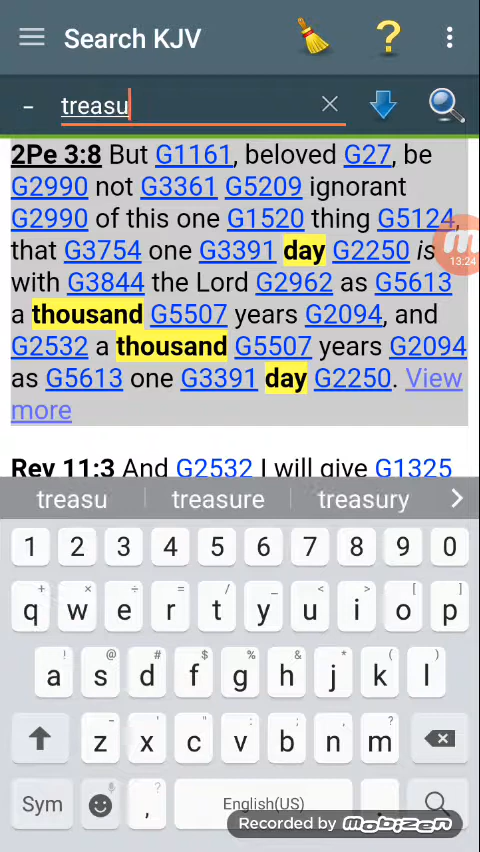 Search KJV ?
- treasu
2Pe 3:8 But G1161, beloved G27, be
G2990 not G3361 G5209 ignorant
G2990 of this one G1520 thing G5124,
that G3754 one G3391 day G2250 is
with G3844 the Lord G2962 as G5613
a thousand G5507 years G2094, and
G2532 a thousand G5507 years G2094
as G5613 one G3391 day G2250. View
more
13:24
Rev 11:3 And G2532 I will give G1325
treasu treasure treasury
1 2 3 4 5 6 7 8 9 0
+ × ÷ = / _ < > [ ]
q w e r t y u i o p
! @ # $ % & * ( )
a s d f g h j k l
- ' " : ; , ?
z x c v b n m
Sym , English(US) .
Recorded by mobizen